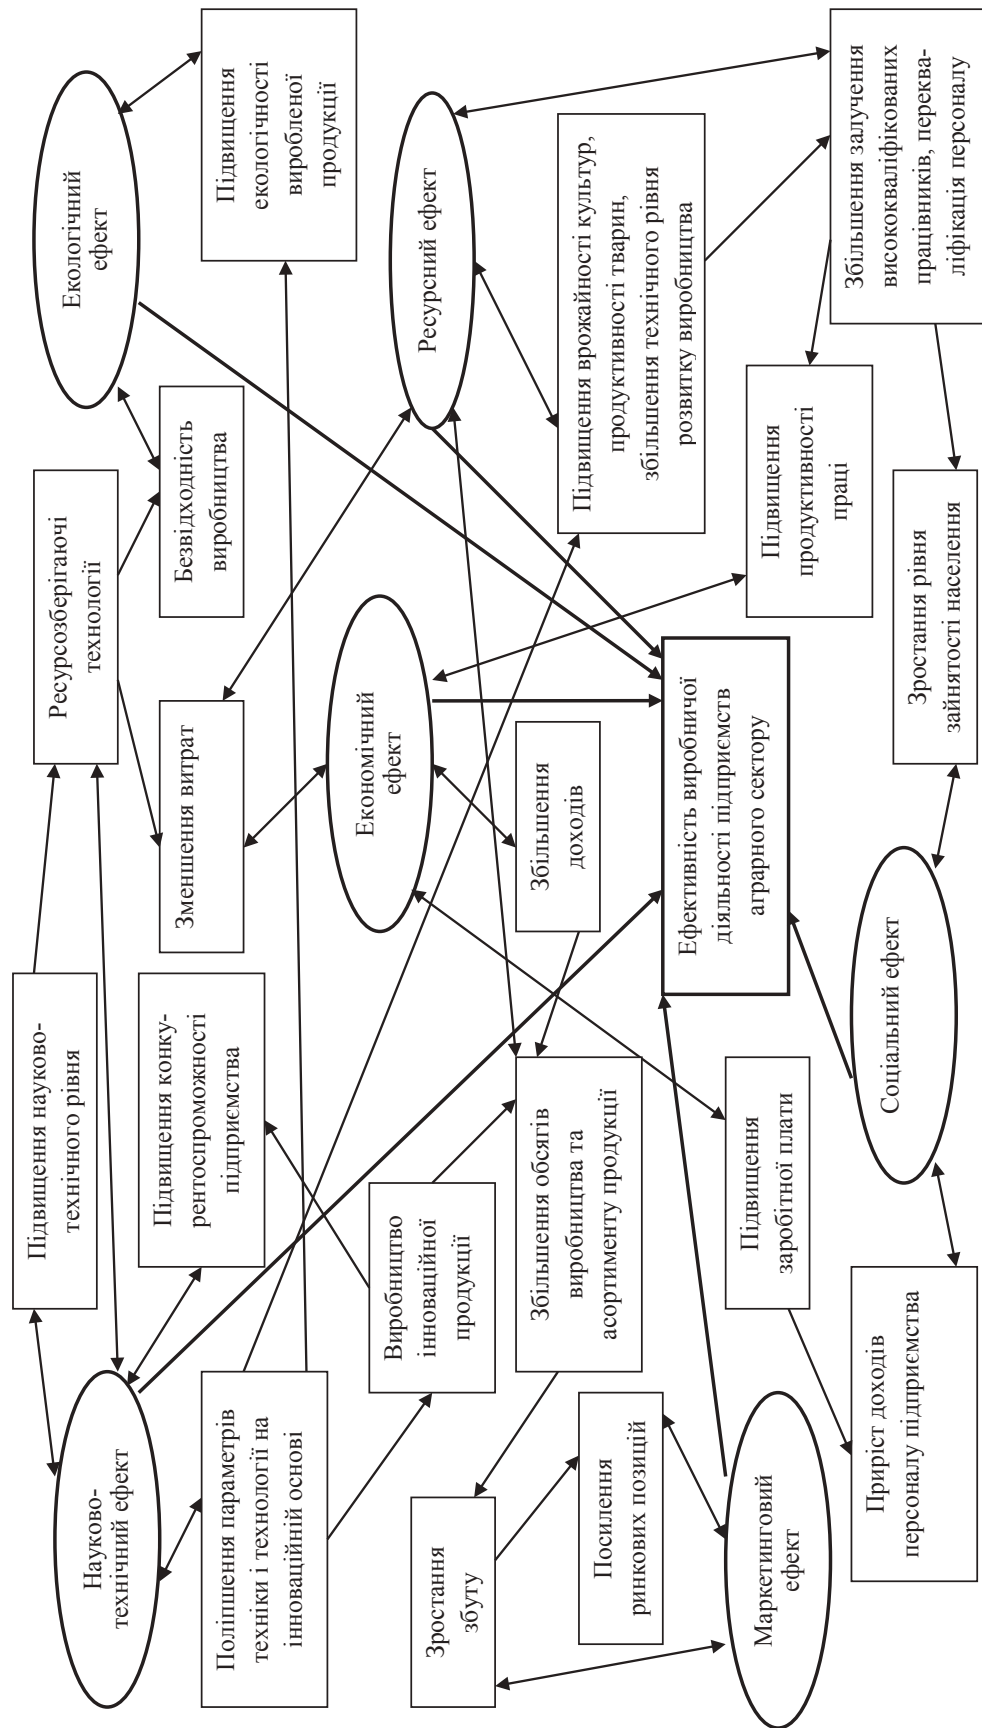 Науково-
технічний ефект
Підвищення науково-
технічного рівня
Ресурсозберігаючі
технології
Екологічний
ефект
Поліпшення параметрів
техніки і технології на
інноваційній основі
Підвищення конку-
рентоспроможності
підприємства
Зменшення витрат
Безвідходність
виробництва
Підвищення
екологічності
виробленої
продукції
Виробництво
інноваційної
продукції
Економічний
ефект
Ресурсний ефект
Зростання
збуту
Збільшення обсягів
виробництва та
асортименту продукції
Збільшення
доходів
Підвищення врожайності культур,
продуктивності тварин,
збільшення технічного рівня
розвитку виробництва
Посилення
ринкових позицій
Ефективність виробничої
діяльності підприємств
аграрного сектору
Маркетинговий
ефект
Підвищення
заробітної плати
Підвищення
продуктивності
праці
Приріст доходів
персоналу підприємства
Соціальний ефект
Зростання рівня
зайнятості населення
Збільшення залучення
висококваліфікованих
працівників, переква-
ліфікація персоналу